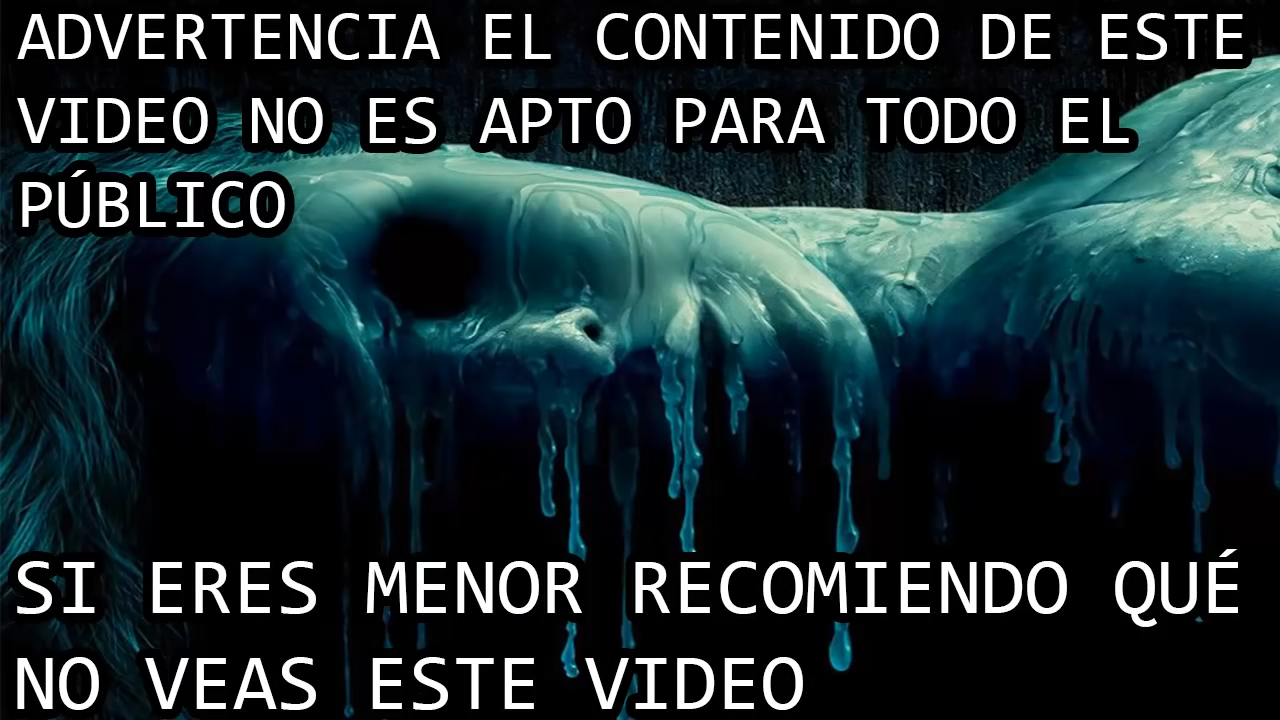 ADVERTENCIA EL CONTENIDO DE ESTE
VIDEO NO ES APTO PARA TODO EL
PÚBLICO
SI ERES MENOR RECOMIENDO QUÉ
NO VEAS ESTE VIDEO